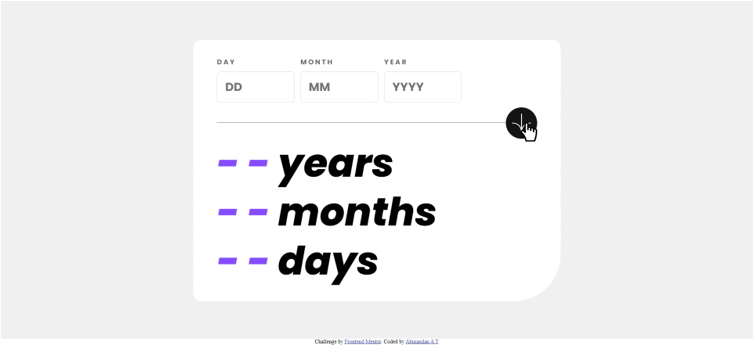 DAY MONTH YEAR
DD MM YYYY
-- years
-- months
-- days
Challenge by Frontend Mentor. Coded by